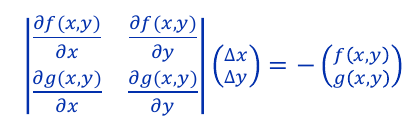 | ∂f(x,y)/∂x  ∂f(x,y)/∂y |
| ∂g(x,y)/∂x  ∂g(x,y)/∂y | (Δx Δy) = −(f(x,y) g(x,y))